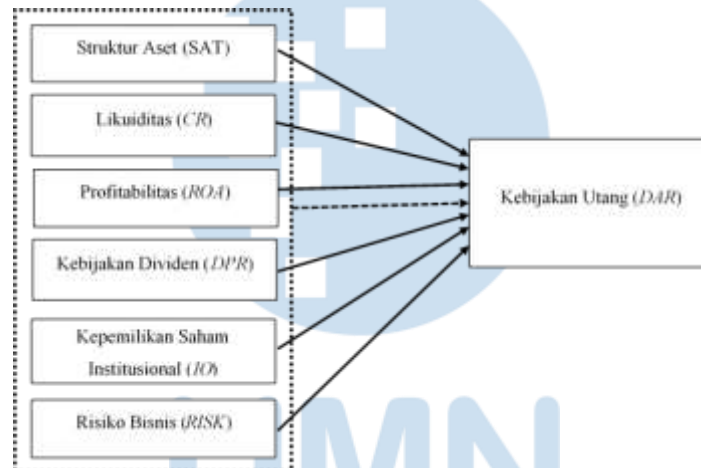 Struktur Aset (SAT)
Likuiditas (CR)
Profitabilitas (ROA)
Kebijakan Utang (DAR)
Kebijakan Dividen (DPR)
Kepemilikan Saham
Institusional (IO)
Risiko Bisnis (RISK)
UMN